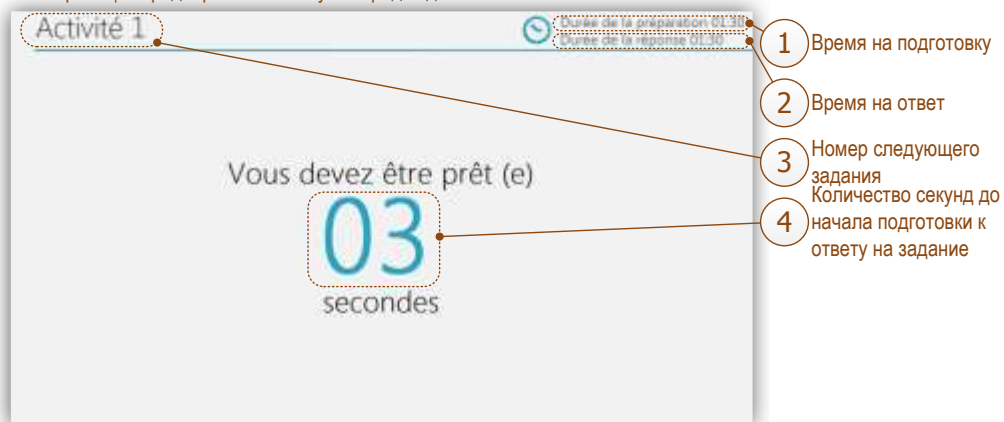 Activité 1
Durée de la préparation 01:30
Durée de la réponse 01:30
Vous devez être prêt (e)
03
secondes
1 Время на подготовку
2 Время на ответ
3 Номер следующего
задания
4 Количество секунд до
начала подготовки к
ответу на задание